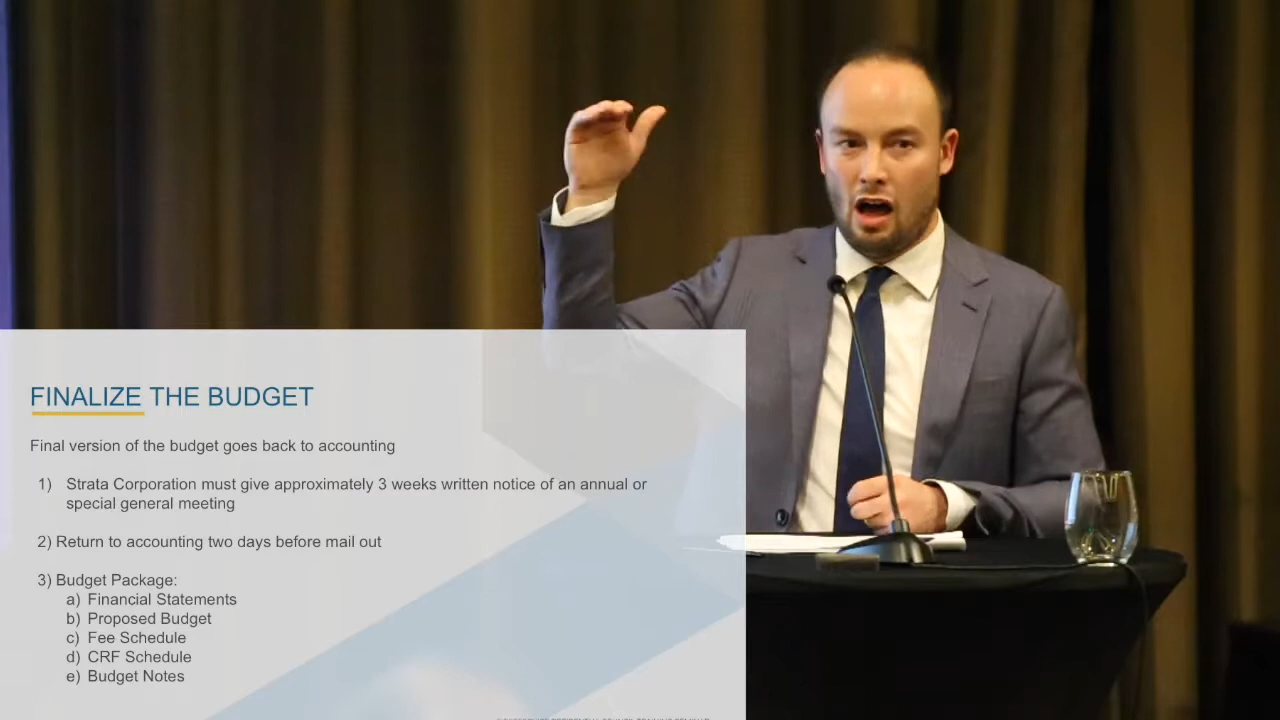 FINALIZE THE BUDGET
Final version of the budget goes back to accounting
1) Strata Corporation must give approximately 3 weeks written notice of an annual or
special general meeting
2) Return to accounting two days before mail out
3) Budget Package:
a) Financial Statements
b) Proposed Budget
c) Fee Schedule
d) CRF Schedule
e) Budget Notes